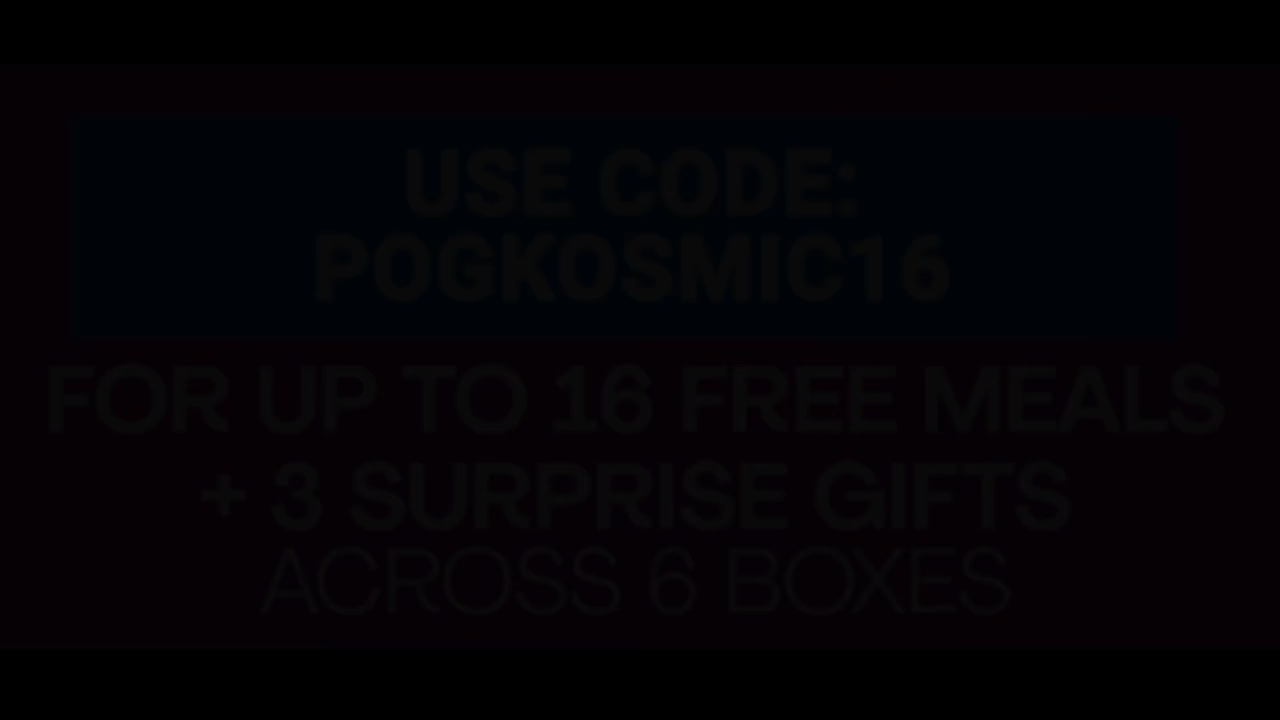 USE CODE:
POGKOSMIC16
FOR UP TO 16 FREE MEALS
+ 3 SURPRISE GIFTS
ACROSS 6 BOXES